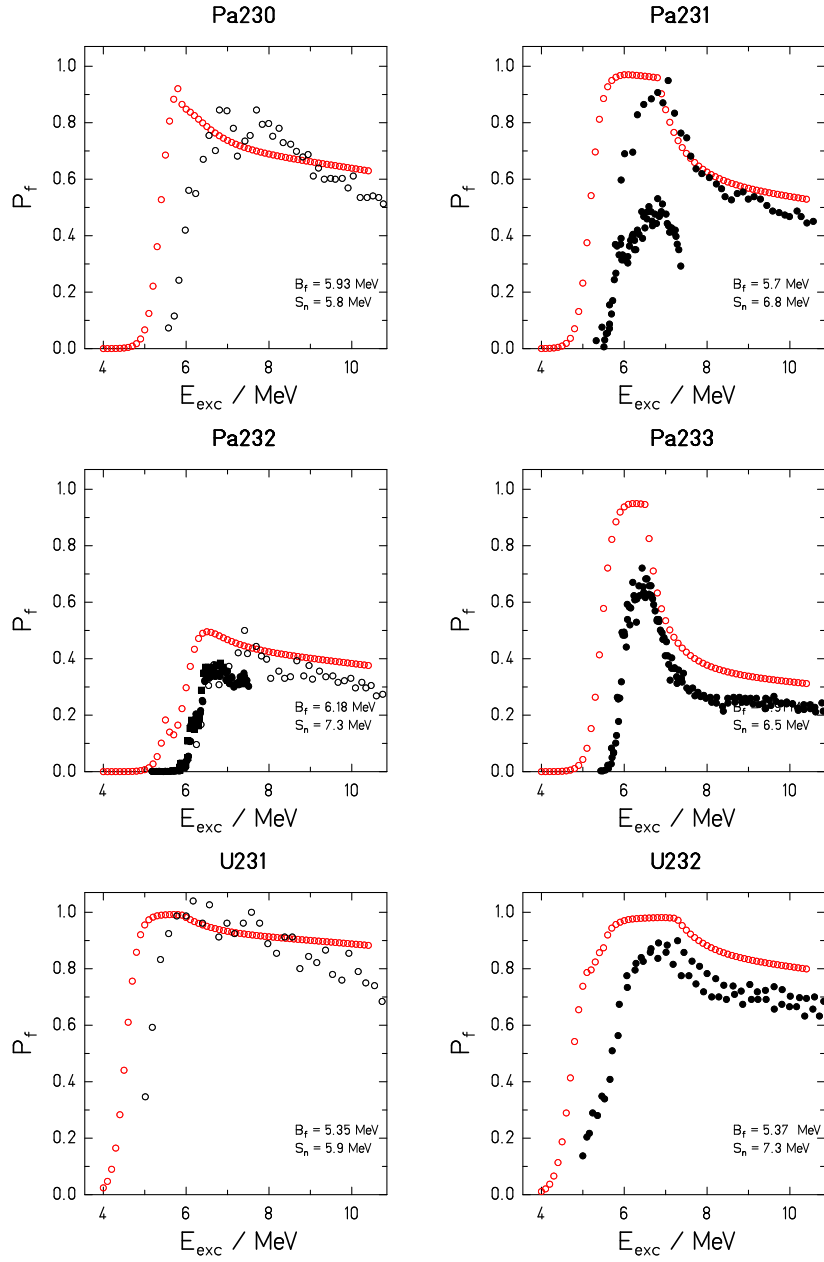 Pa230
Pa231
1.0
0.8
0.6
0.4
0.2
0.0
P_f
B_f = 5.93 MeV
S_n = 5.8 MeV
4 6 8 10
E_exc / MeV
1.0
0.8
0.6
0.4
0.2
0.0
P_f
B_f = 5.7 MeV
S_n = 6.8 MeV
4 6 8 10
E_exc / MeV
Pa232
Pa233
1.0
0.8
0.6
0.4
0.2
0.0
P_f
B_f = 6.18 MeV
S_n = 7.3 MeV
4 6 8 10
E_exc / MeV
1.0
0.8
0.6
0.4
0.2
0.0
P_f
S_n = 6.5 MeV
4 6 8 10
E_exc / MeV
U231
U232
1.0
0.8
0.6
0.4
0.2
0.0
P_f
B_f = 5.35 MeV
S_n = 5.9 MeV
4 6 8 10
E_exc / MeV
1.0
0.8
0.6
0.4
0.2
0.0
P_f
B_f = 5.37 MeV
S_n = 7.3 MeV
4 6 8 10
E_exc / MeV